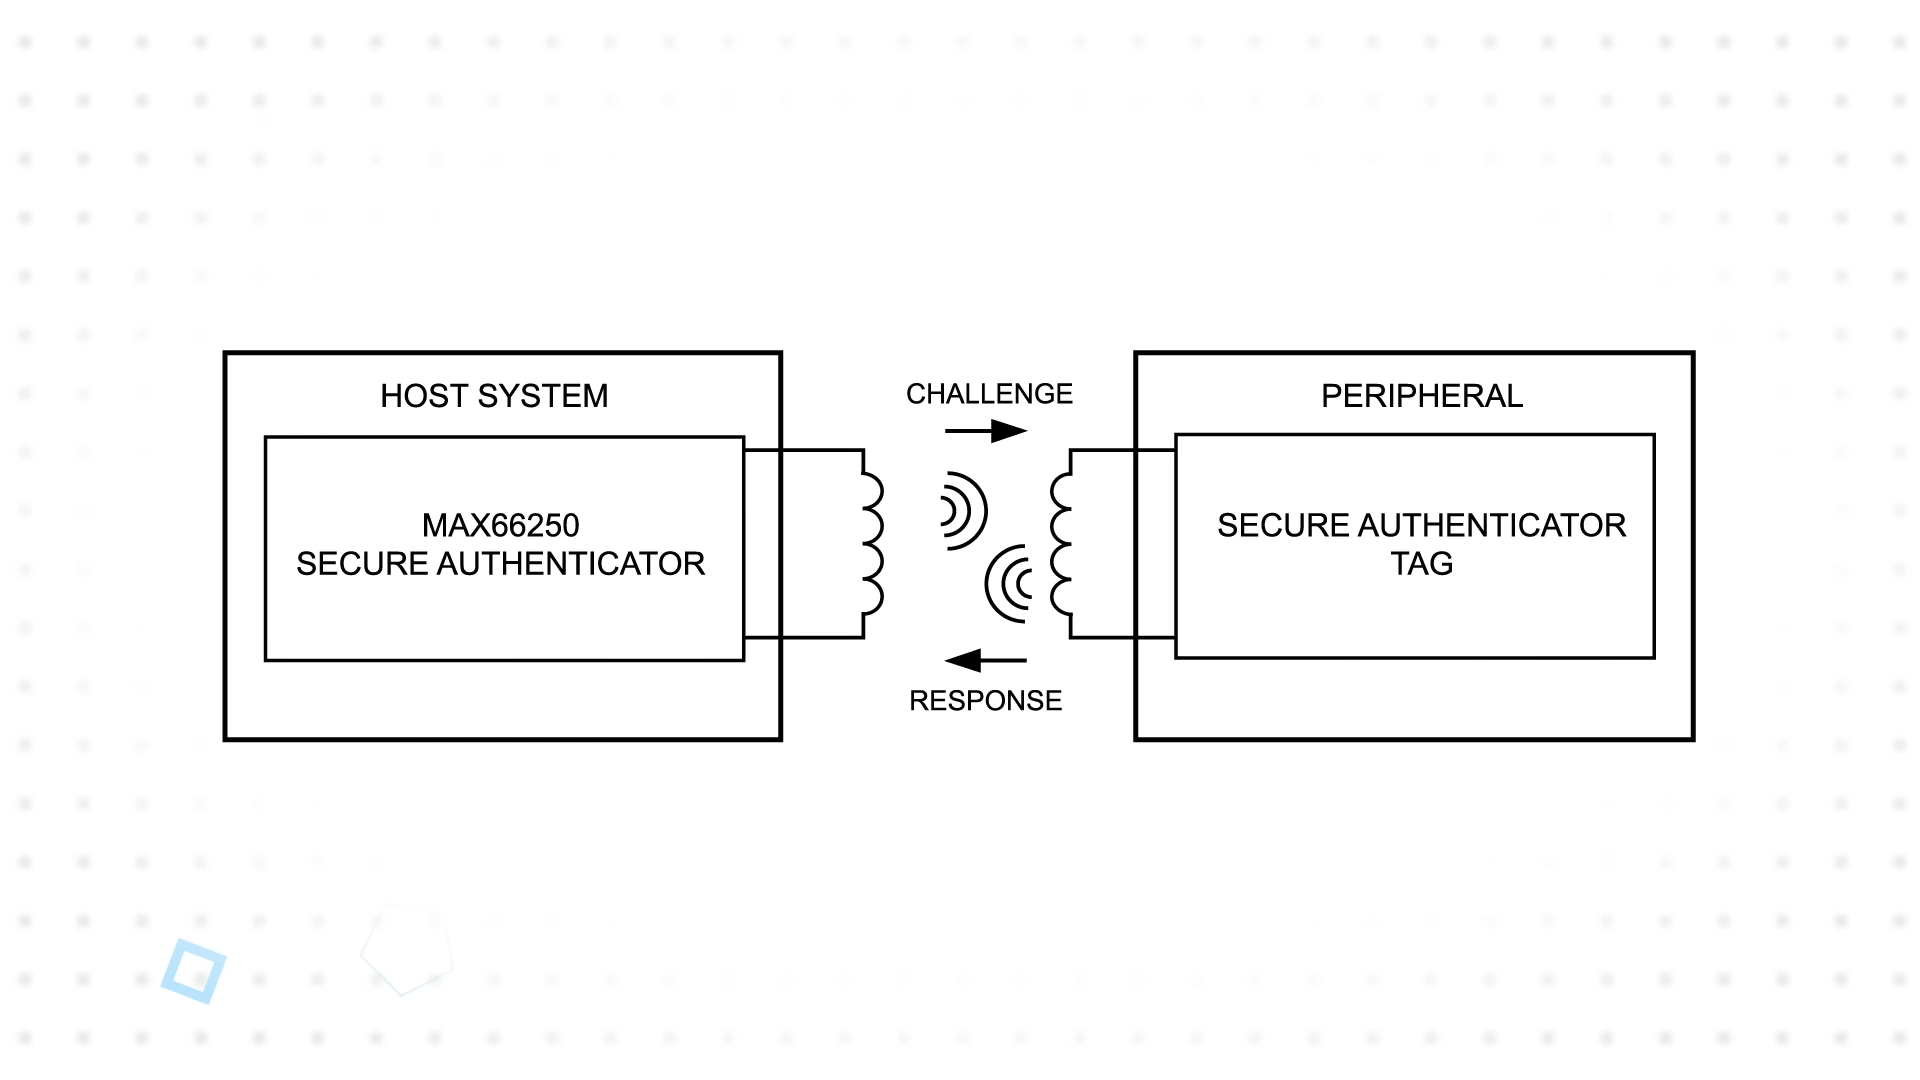 HOST SYSTEM
MAX66250
SECURE AUTHENTICATOR
CHALLENGE
RESPONSE
PERIPHERAL
SECURE AUTHENTICATOR
TAG